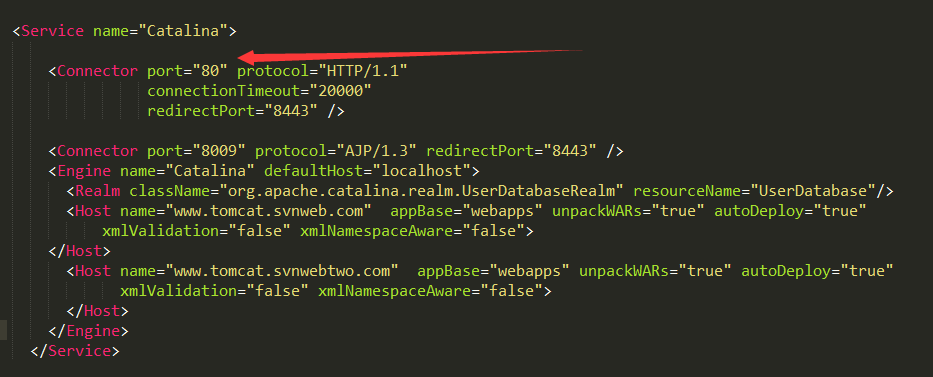 <Service name="Catalina">
<Connector port="80" protocol="HTTP/1.1"
connectionTimeout="20000"
redirectPort="8443" />
<Connector port="8009" protocol="AJP/1.3" redirectPort="8443" />
<Engine name="Catalina" defaultHost="localhost">
<Realm className="org.apache.catalina.realm.UserDatabaseRealm" resourceName="UserDatabase"/>
<Host name="www.tomcat.svnweb.com"  appBase="webapps" unpackWARs="true" autoDeploy="true"
xmlValidation="false" xmlNamespaceAware="false">
</Host>
<Host name="www.tomcat.svnwebtwo.com"  appBase="webapps" unpackWARs="true" autoDeploy="true"
xmlValidation="false" xmlNamespaceAware="false">
</Host>
</Engine>
</Service>